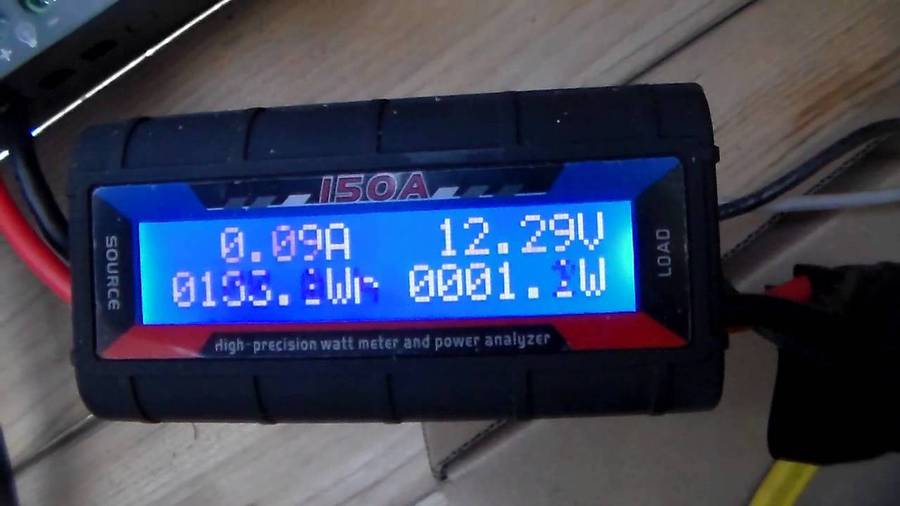 150A
SOURCE
0.09A 12.29V
LOAD
High-precision watt meter and power analyzer